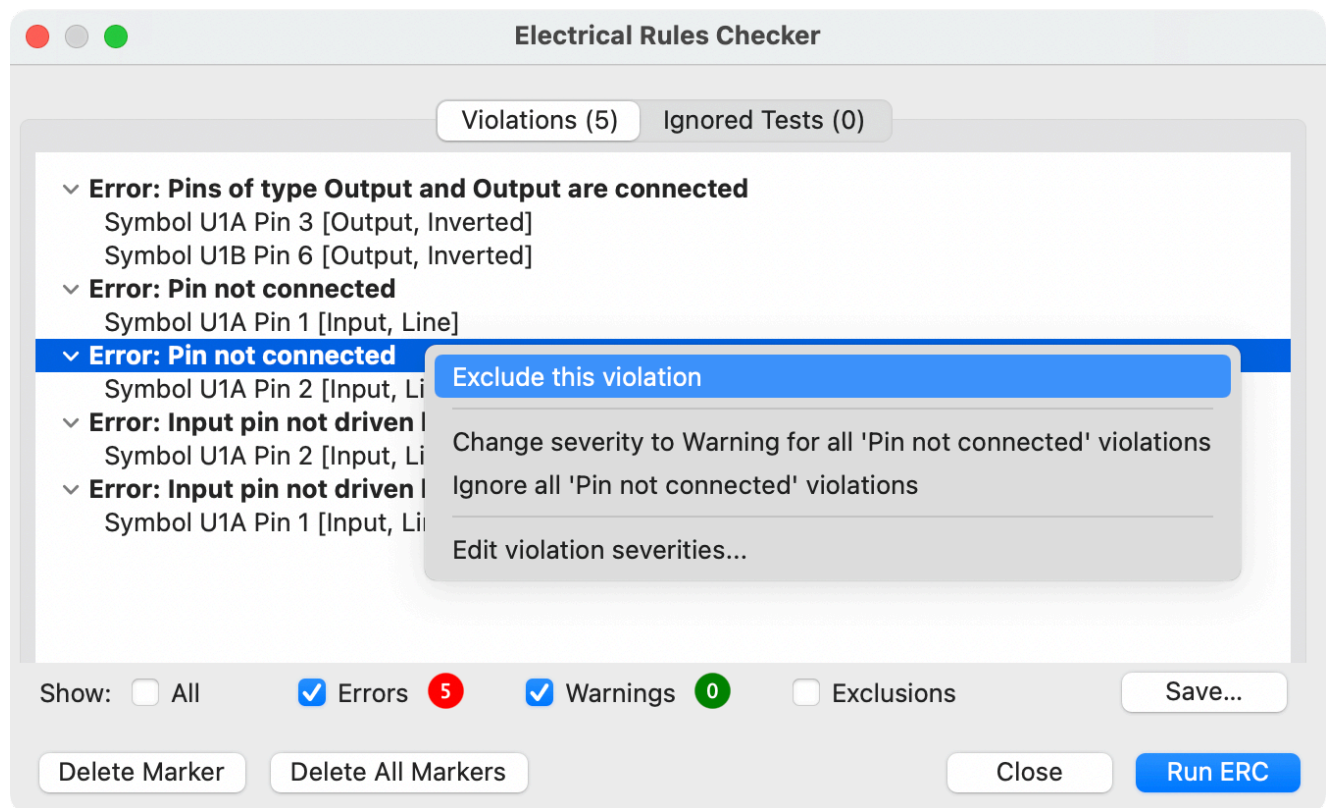 Electrical Rules Checker
Violations (5) Ignored Tests (0)
Error: Pins of type Output and Output are connected
Symbol U1A Pin 3 [Output, Inverted]
Symbol U1B Pin 6 [Output, Inverted]
Error: Pin not connected
Symbol U1A Pin 1 [Input, Line]
Error: Pin not connected
Exclude this violation
Symbol U1A Pin 2 [Input, Li
Error: Input pin not driven
Change severity to Warning for all 'Pin not connected' violations
Symbol U1A Pin 2 [Input, Li
Ignore all 'Pin not connected' violations
Error: Input pin not driven
Symbol U1A Pin 1 [Input, Li
Edit violation severities...
Show: All Errors 5 Warnings 0 Exclusions Save...
Delete Marker Delete All Markers Close Run ERC